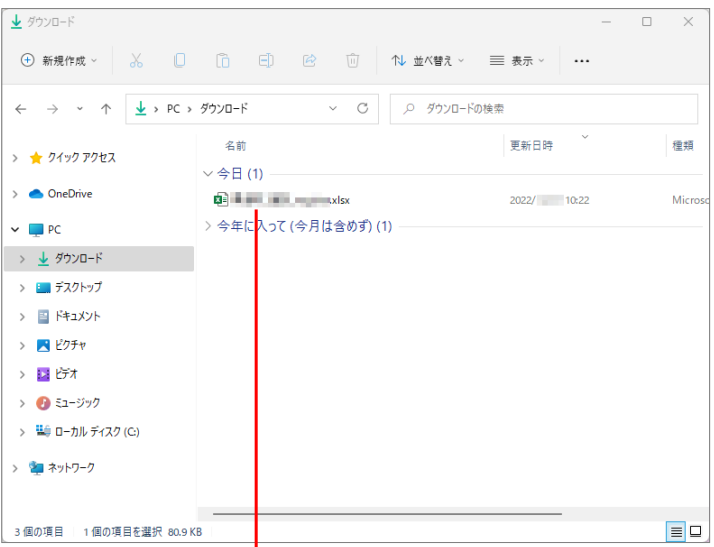 ダウンロード
新規作成
並べ替え
表示
PC
ダウンロード
ダウンロードの検索
名前
更新日時
種類
クイック アクセス
今日 (1)
OneDrive
.xlsx
2022/
10:22
Microsc
PC
今年に入って (今月は含めず) (1)
ダウンロード
デスクトップ
ドキュメント
ピクチャ
ビデオ
ミュージック
ローカル ディスク (C:)
ネットワーク
3 個の項目
1 個の項目を選択 80.9 KB